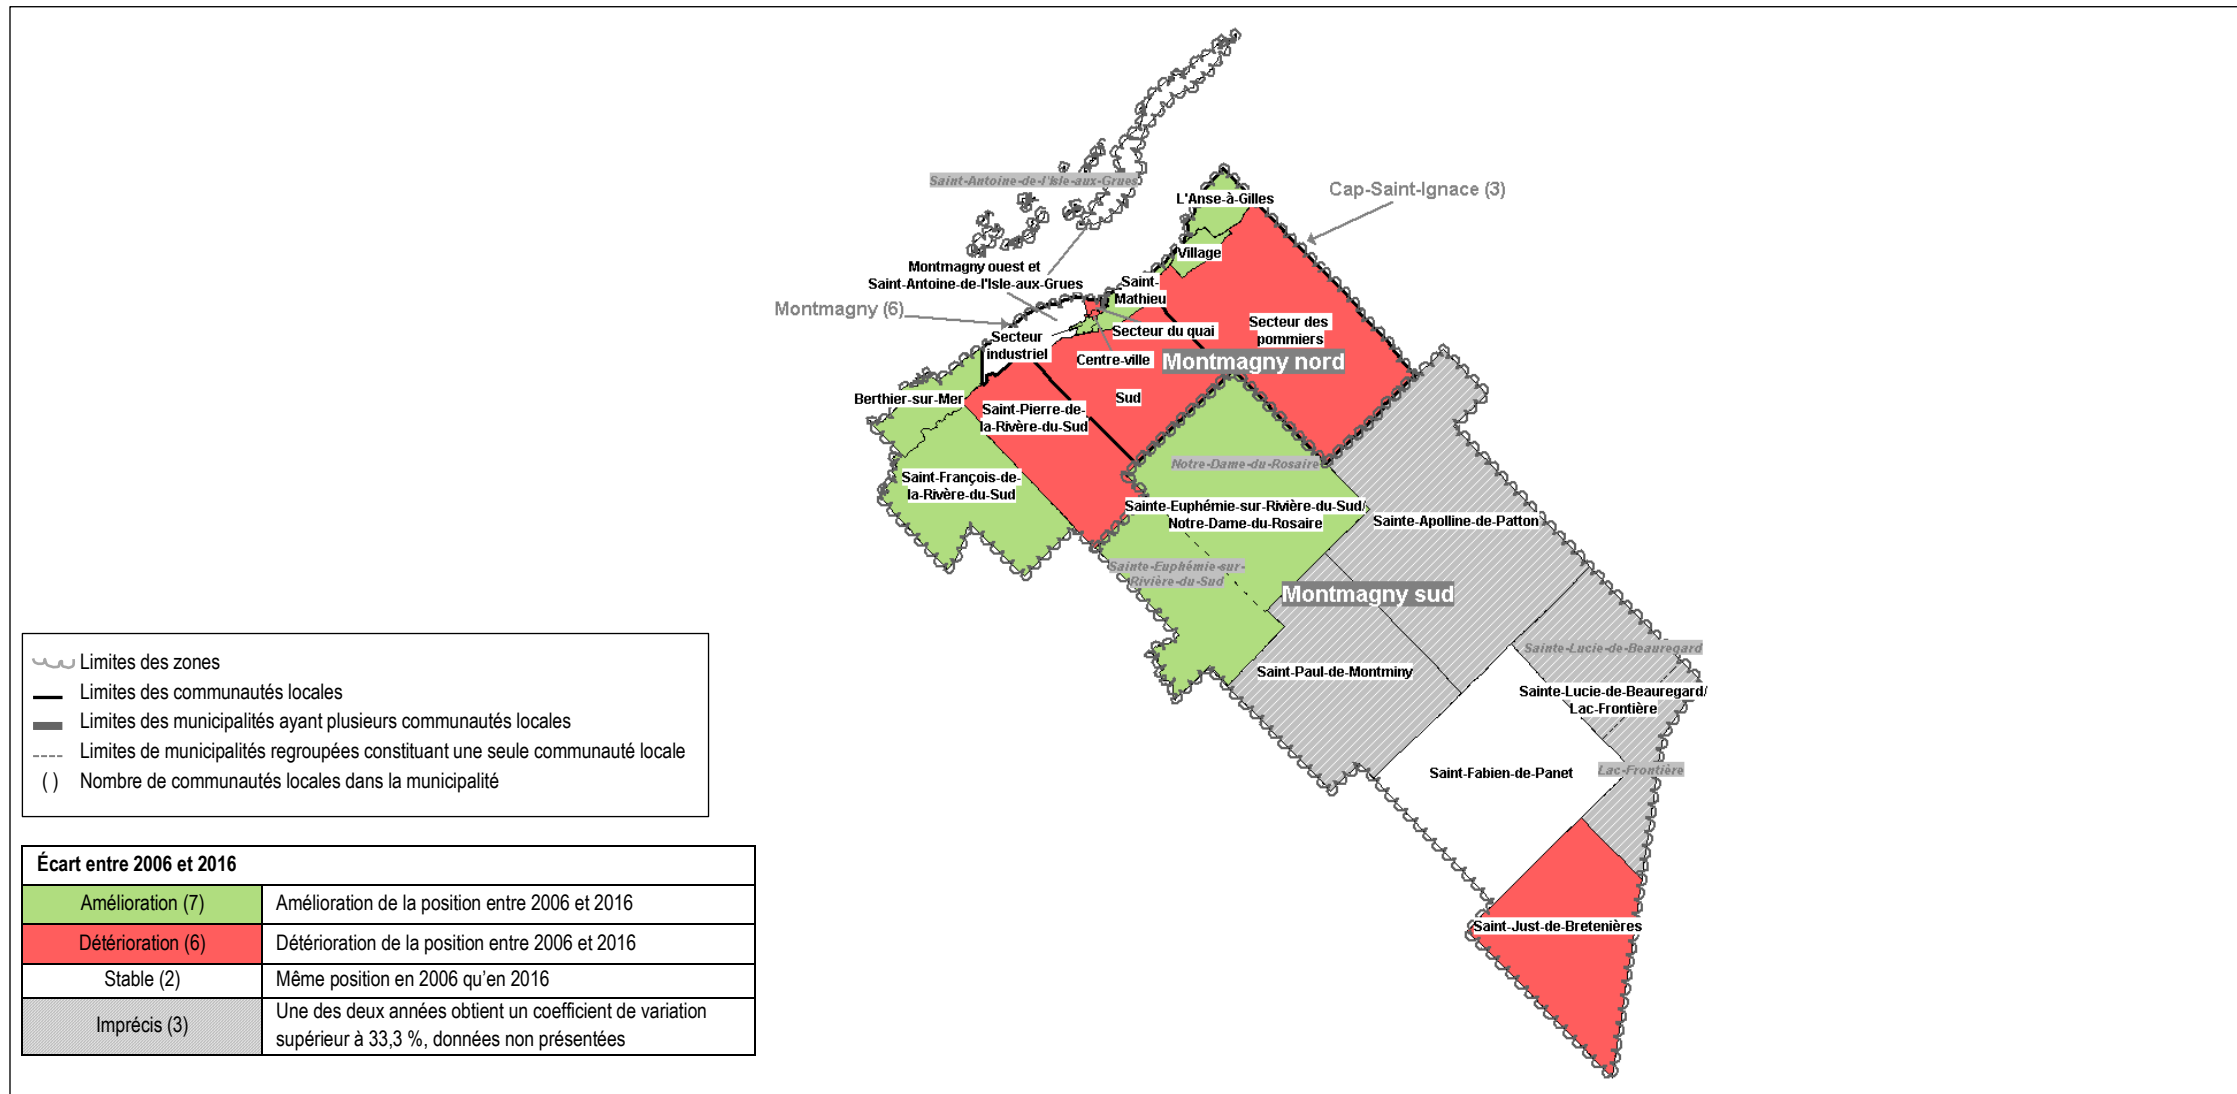 Saint-Antoine-de-l'Isle-aux-Grues
L'Anse-à-Gilles
Cap-Saint-Ignace (3)
Village
Montmagny ouest et
Saint-Antoine-de-l'Isle-aux-Grues
Saint-
Mathieu
Montmagny (6)
Secteur du quai
Secteur des
pommiers
Secteur
industriel
Centre-ville
Montmagny nord
Sud
Berthier-sur-Mer
Saint-Pierre-de-
la-Rivère-du-Sud
Notre-Dame-du-Rosaire
Saint-François-de-
la-Rivère-du-Sud
Sainte-Euphémie-sur-Rivière-du-Sud/
Notre-Dame-du-Rosaire
Sainte-Apolline-de-Patton
Sainte-Euphémie-sur-
Rivière-du-Sud
Montmagny sud
Sainte-Lucie-de-Beauregard
Saint-Paul-de-Montminy
Sainte-Lucie-de-Beauregard/
Lac-Frontière
Saint-Fabien-de-Panet
Lac-Frontière
Saint-Just-de-Bretenières
Limites des zones
Limites des communautés locales
Limites des municipalités ayant plusieurs communautés locales
Limites de municipalités regroupées constituant une seule communauté locale
( ) Nombre de communautés locales dans la municipalité
Écart entre 2006 et 2016
Amélioration (7) Amélioration de la position entre 2006 et 2016
Détérioration (6) Détérioration de la position entre 2006 et 2016
Stable (2) Même position en 2006 qu’en 2016
Imprécis (3) Une des deux années obtient un coefficient de variation
supérieur à 33,3 %, données non présentées